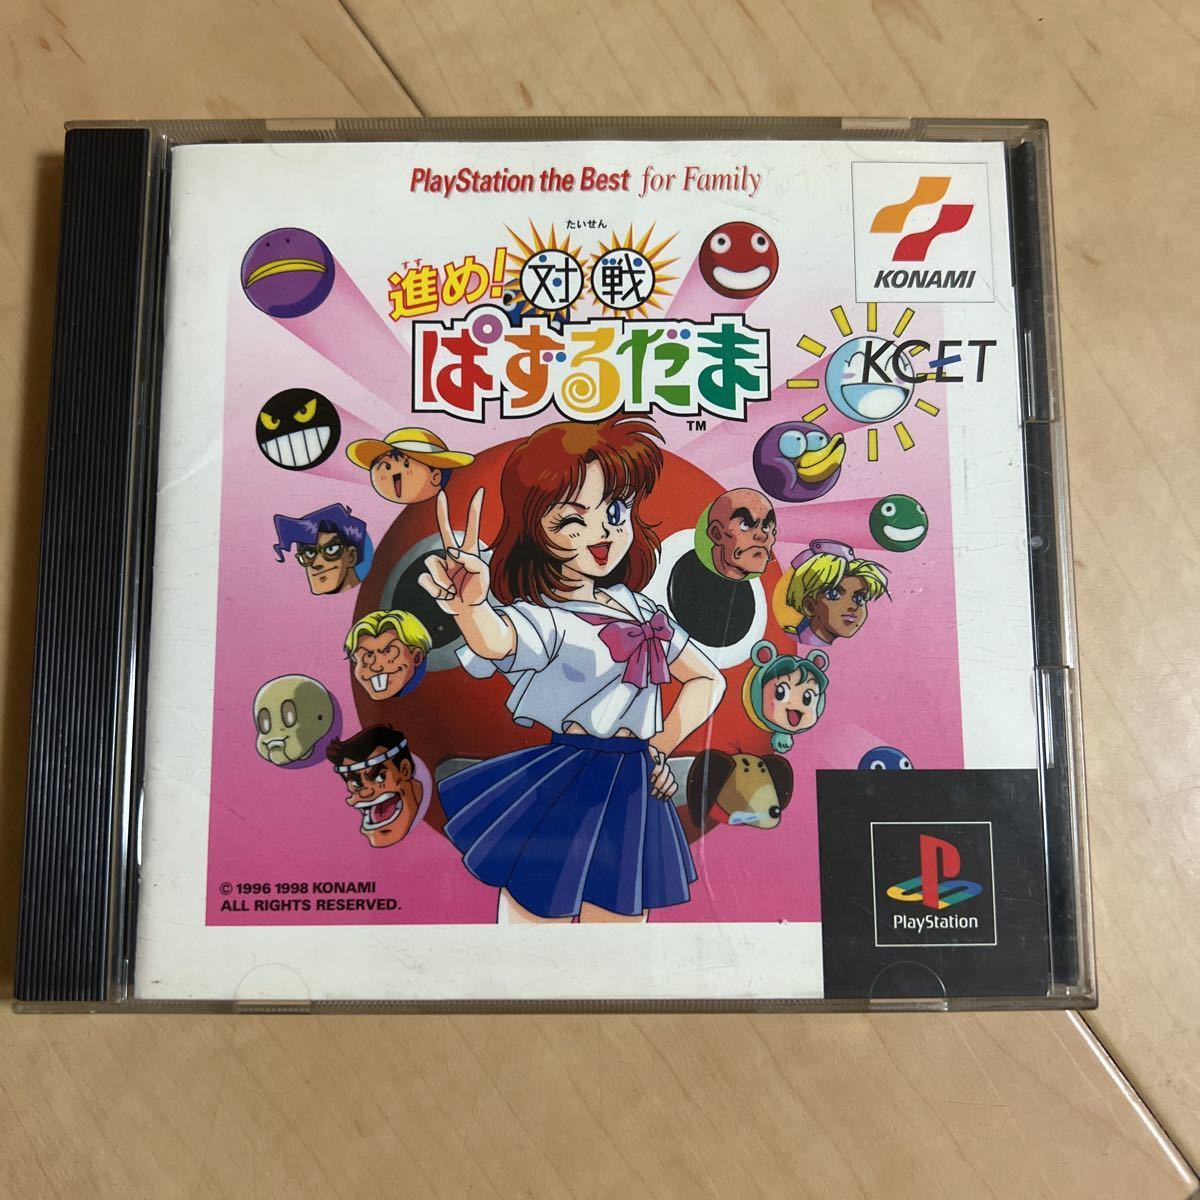 PlayStation the Best for Family
たいせん
すす
進め！対戦
ぱずるだま
TM
KONAMI
KCET
© 1996 1998 KONAMI
ALL RIGHTS RESERVED.
PlayStation